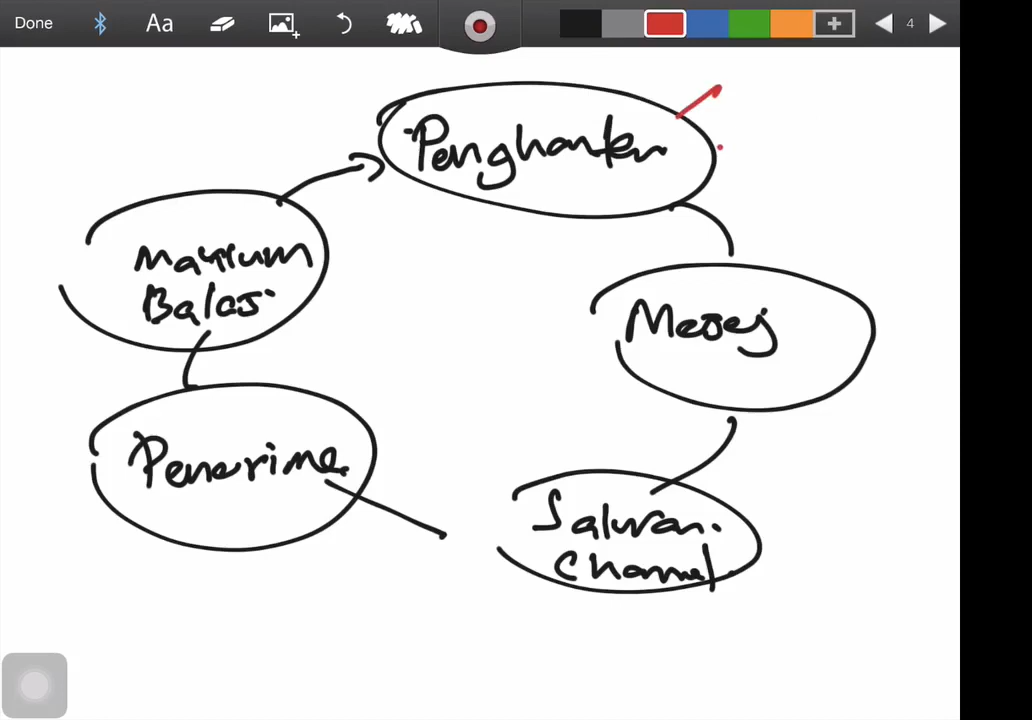 Done
Aa
4
Penghantar
Maklum
Balas.
Mesej
Penerima
Saluran.
Channel